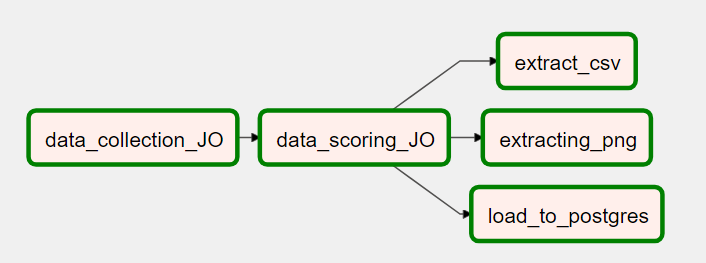 extract_csv
data_collection_JO
data_scoring_JO
extracting_png
load_to_postgres